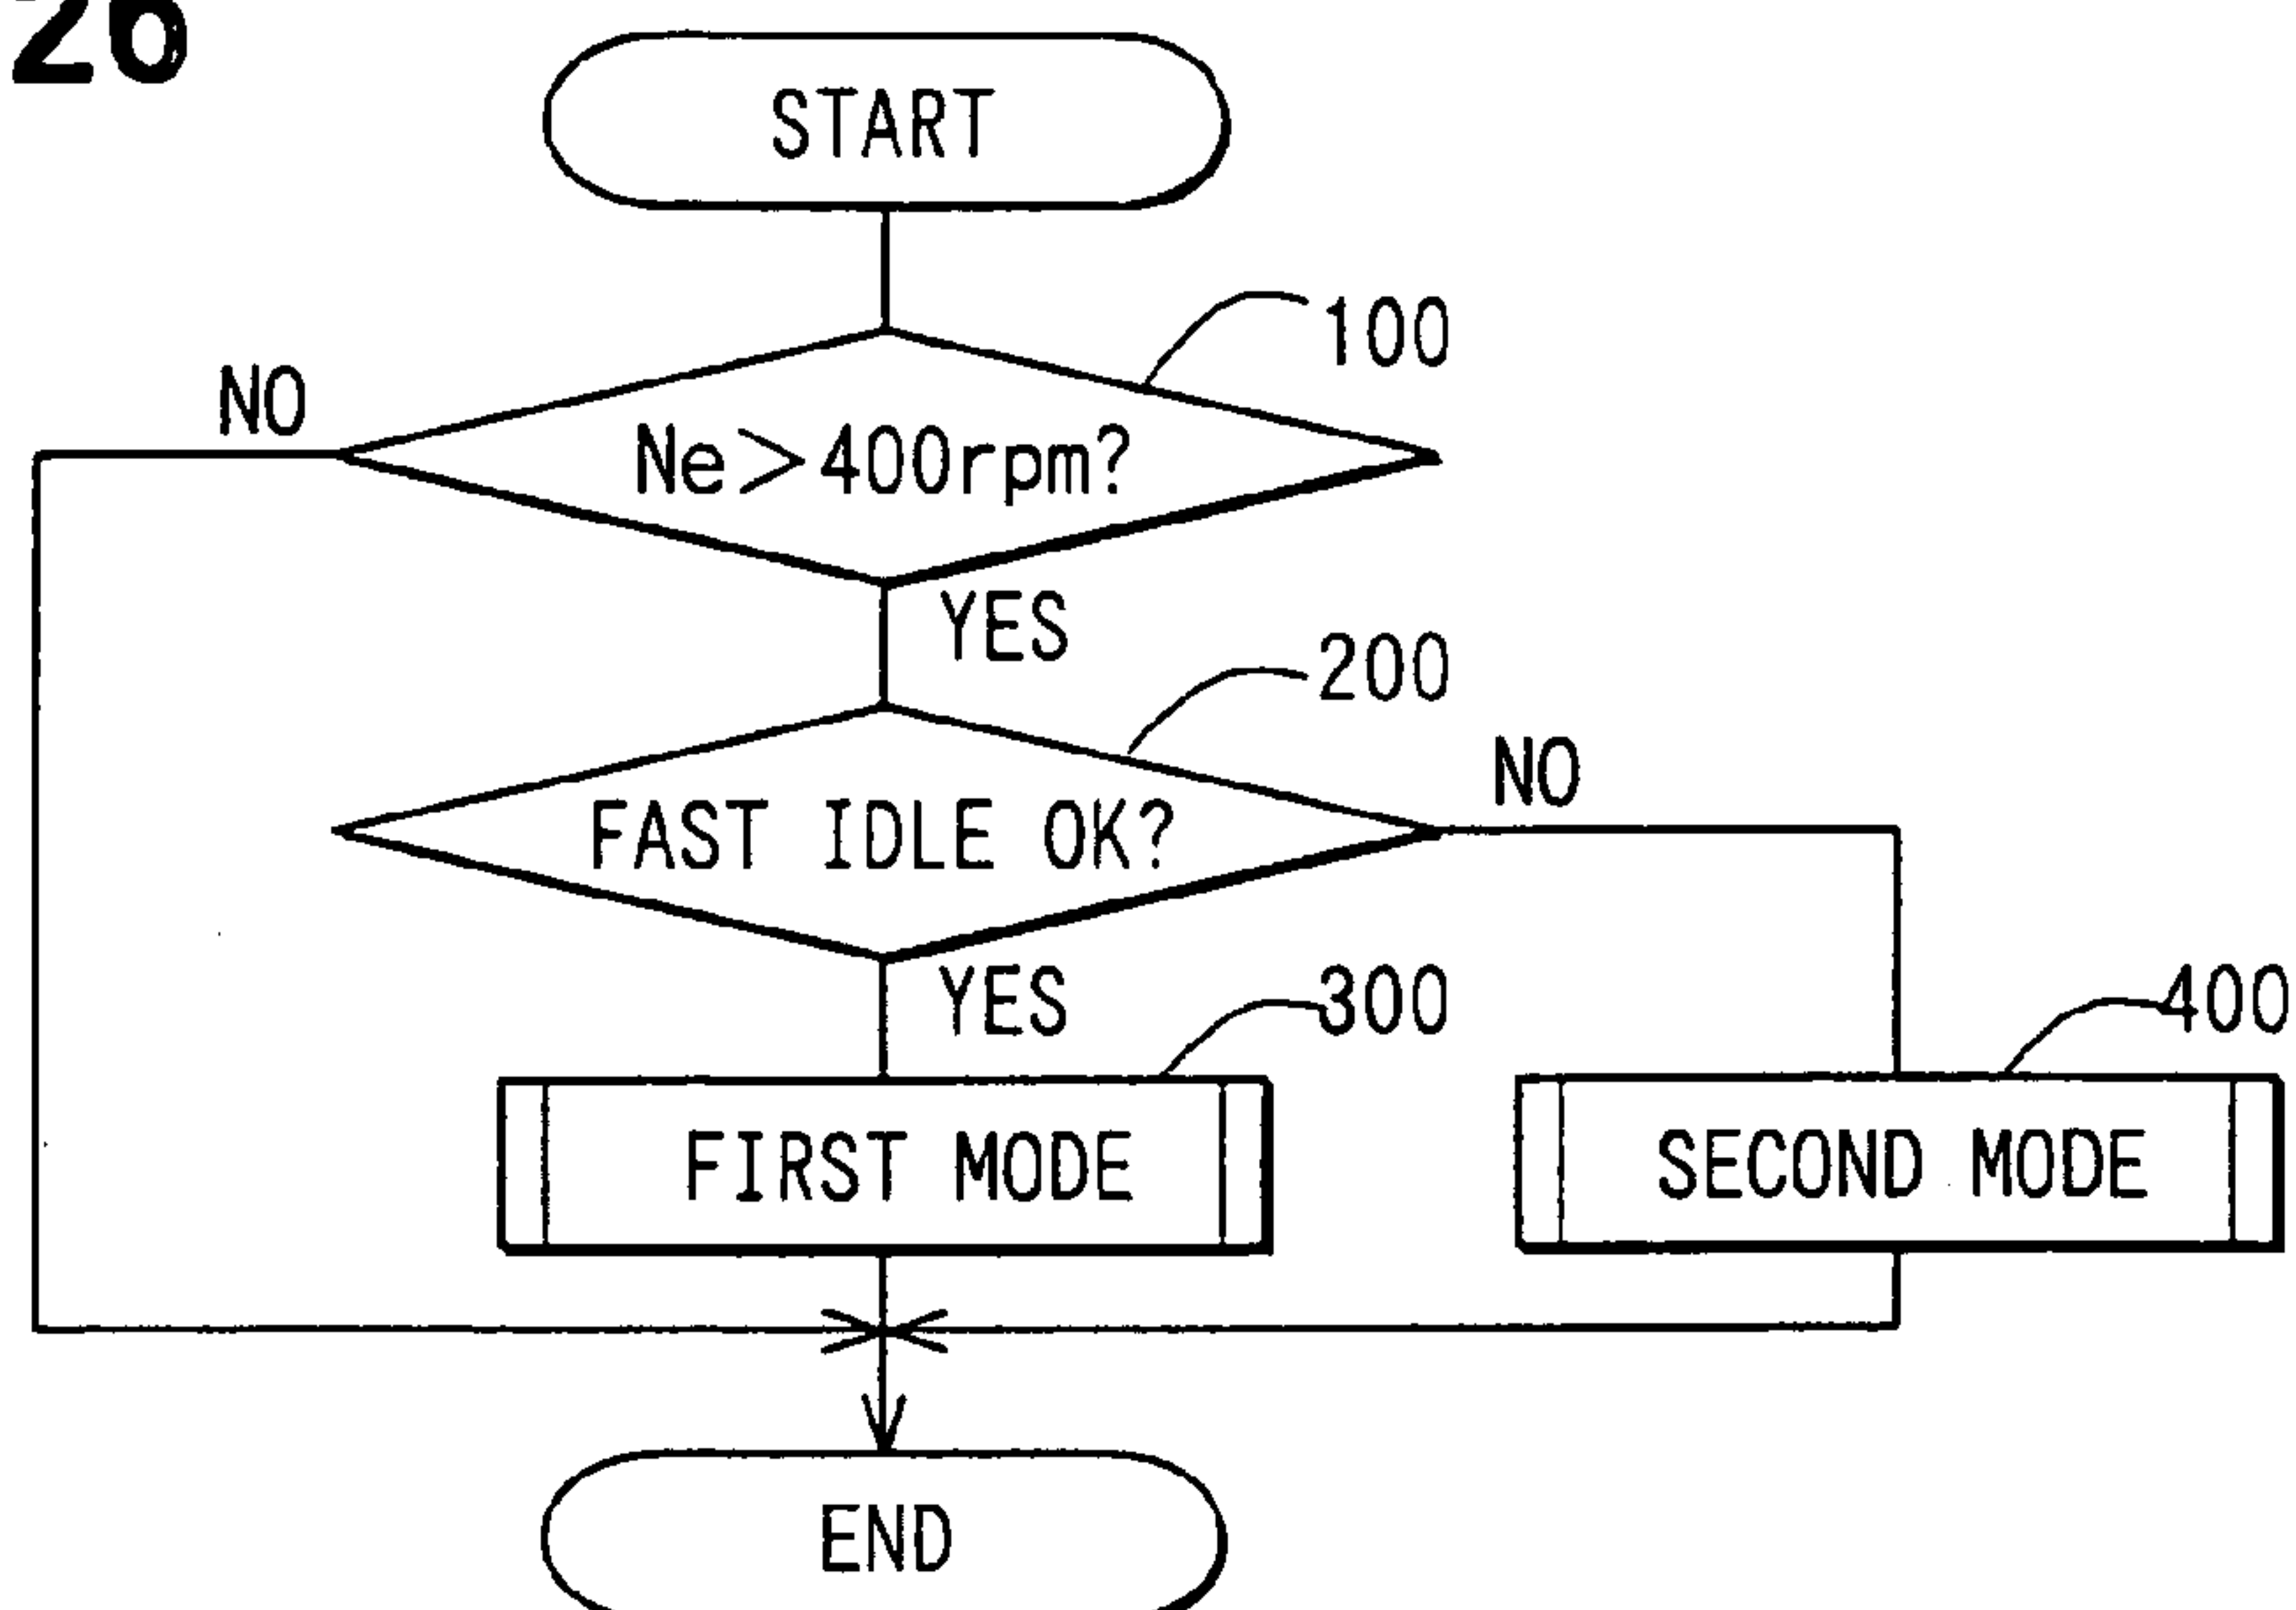 26
START
100
NO
Ne>400rpm?
YES
200
NO
FAST IDLE OK?
YES
300
400
FIRST MODE
SECOND MODE
END